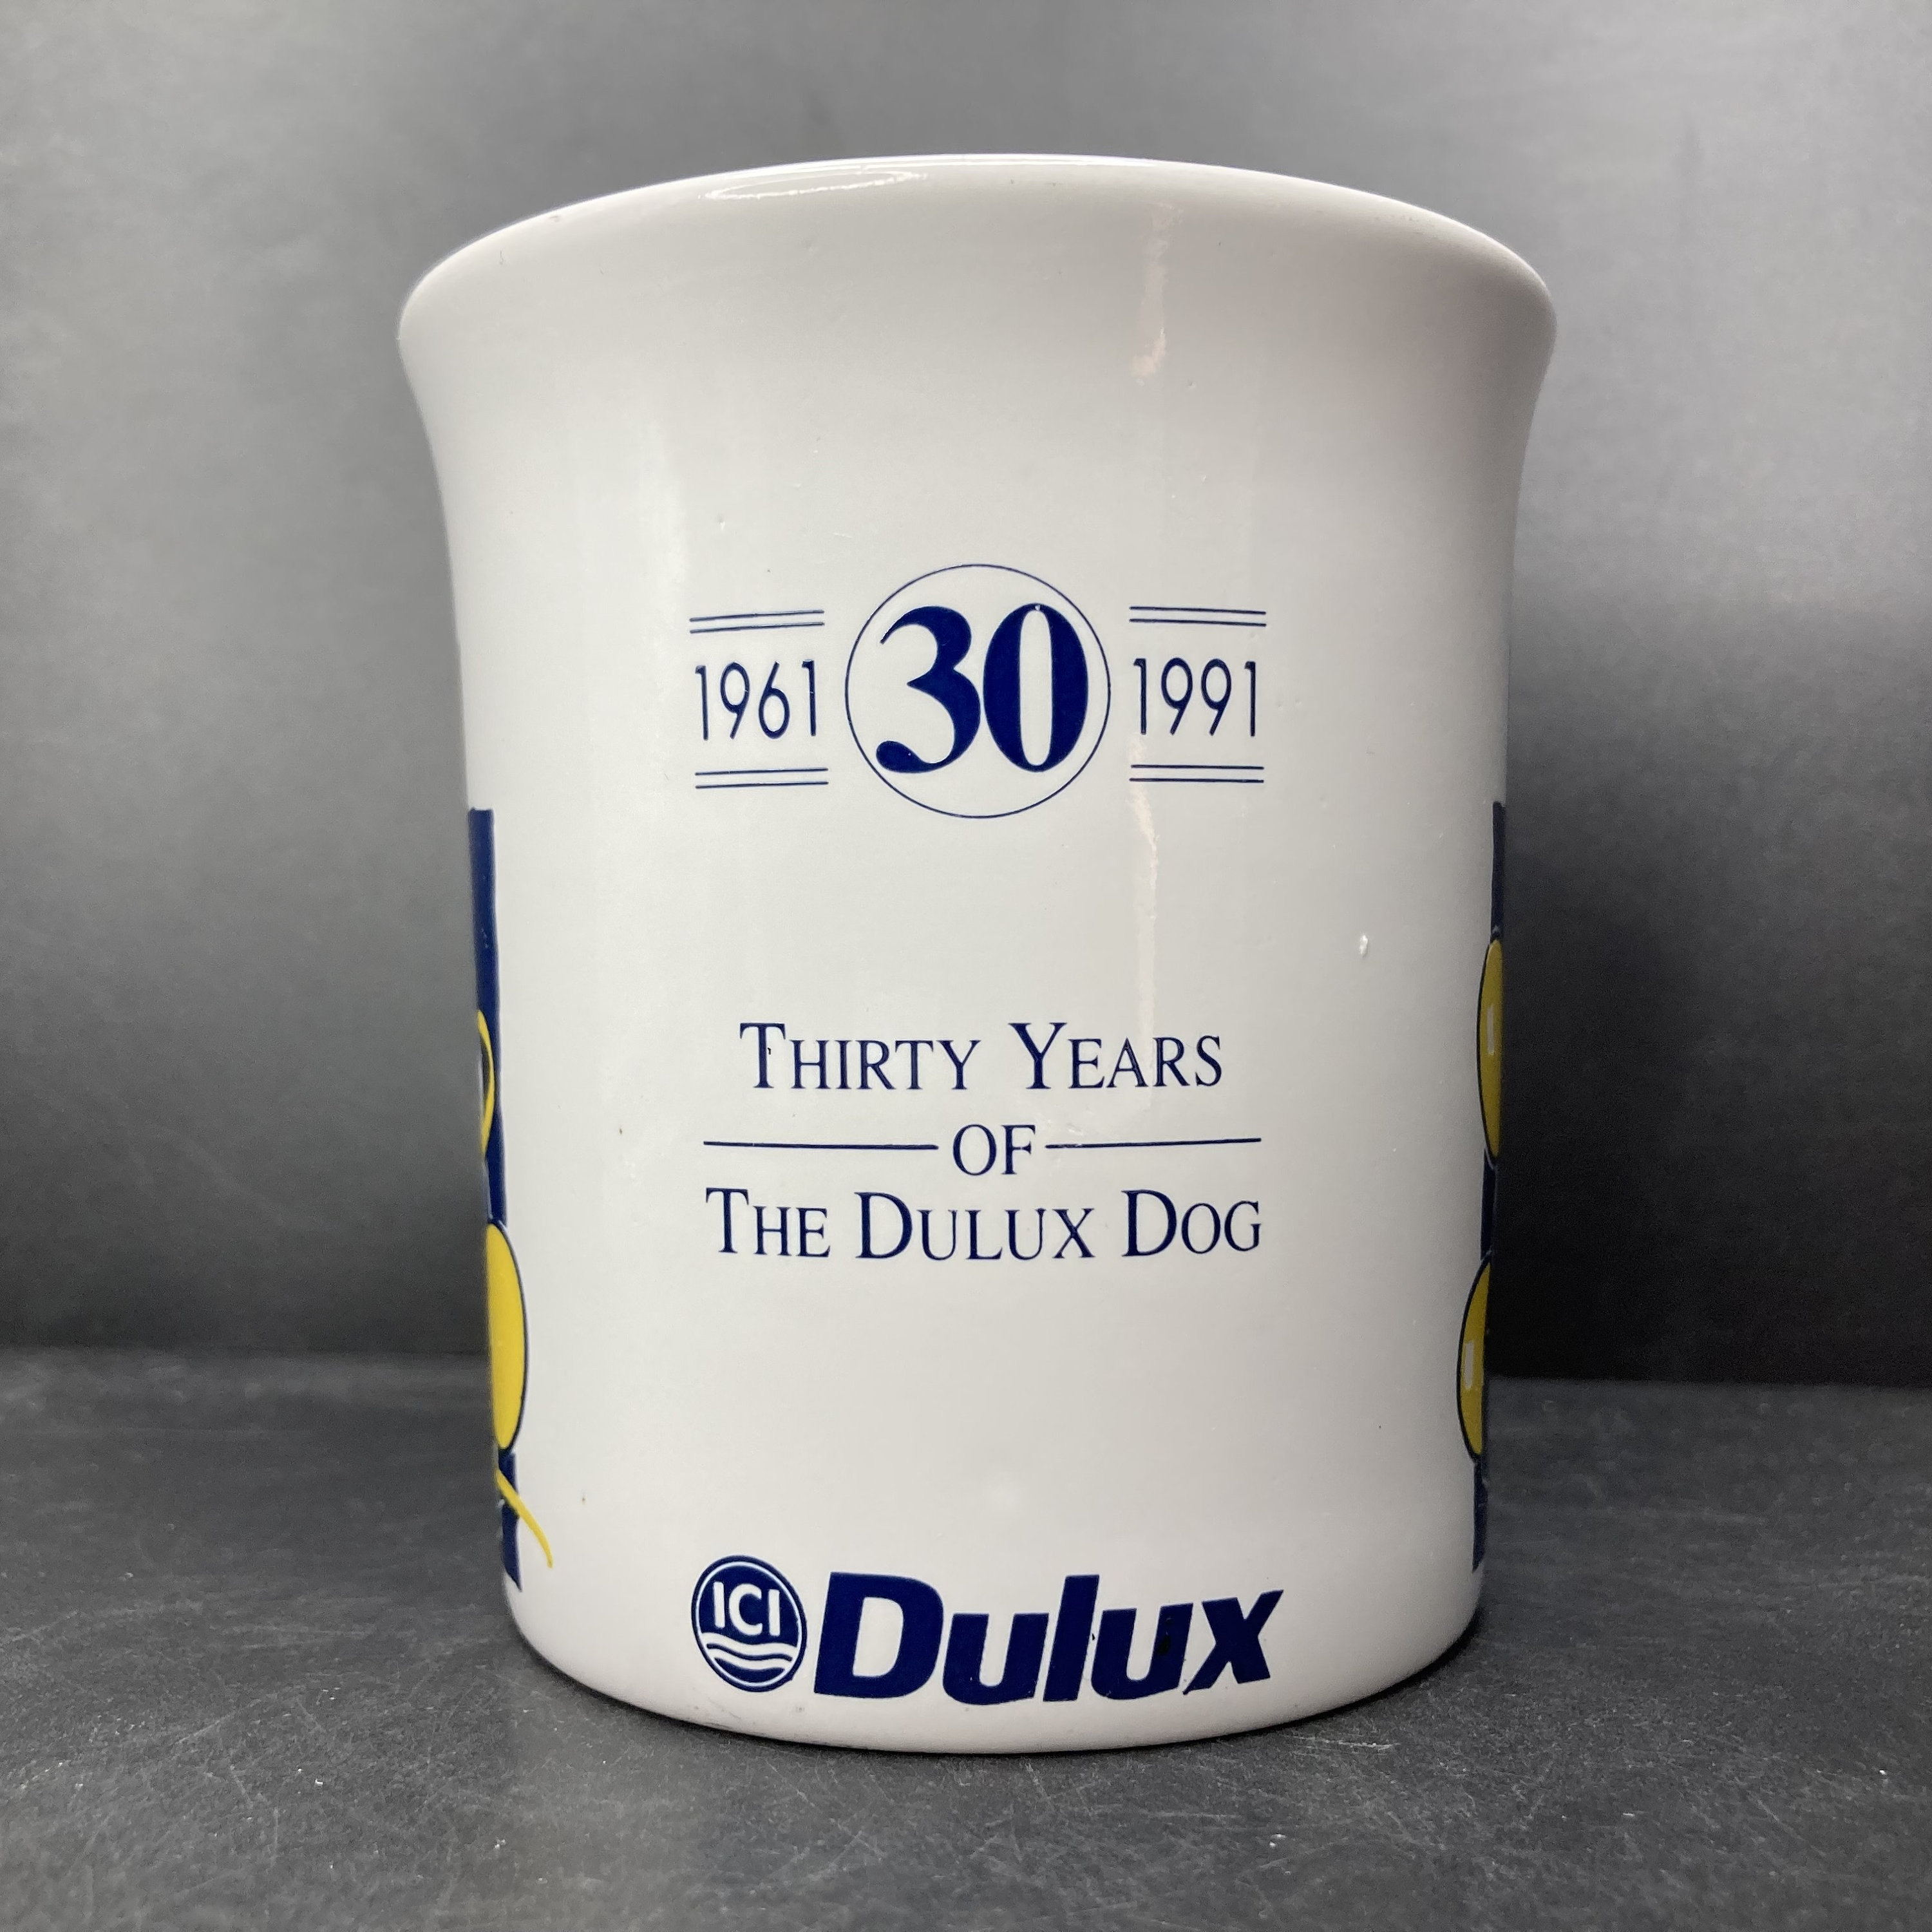 1961 30 1991
THIRTY YEARS
OF
THE DULUX DOG
ICI Dulux